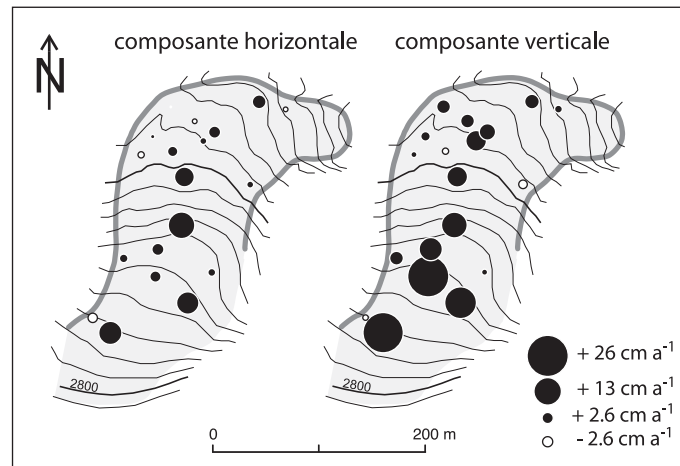 N
composante horizontale
composante verticale
2800
2800
+ 26 cm a⁻¹
+ 13 cm a⁻¹
+ 2.6 cm a⁻¹
- 2.6 cm a⁻¹
0
200 m